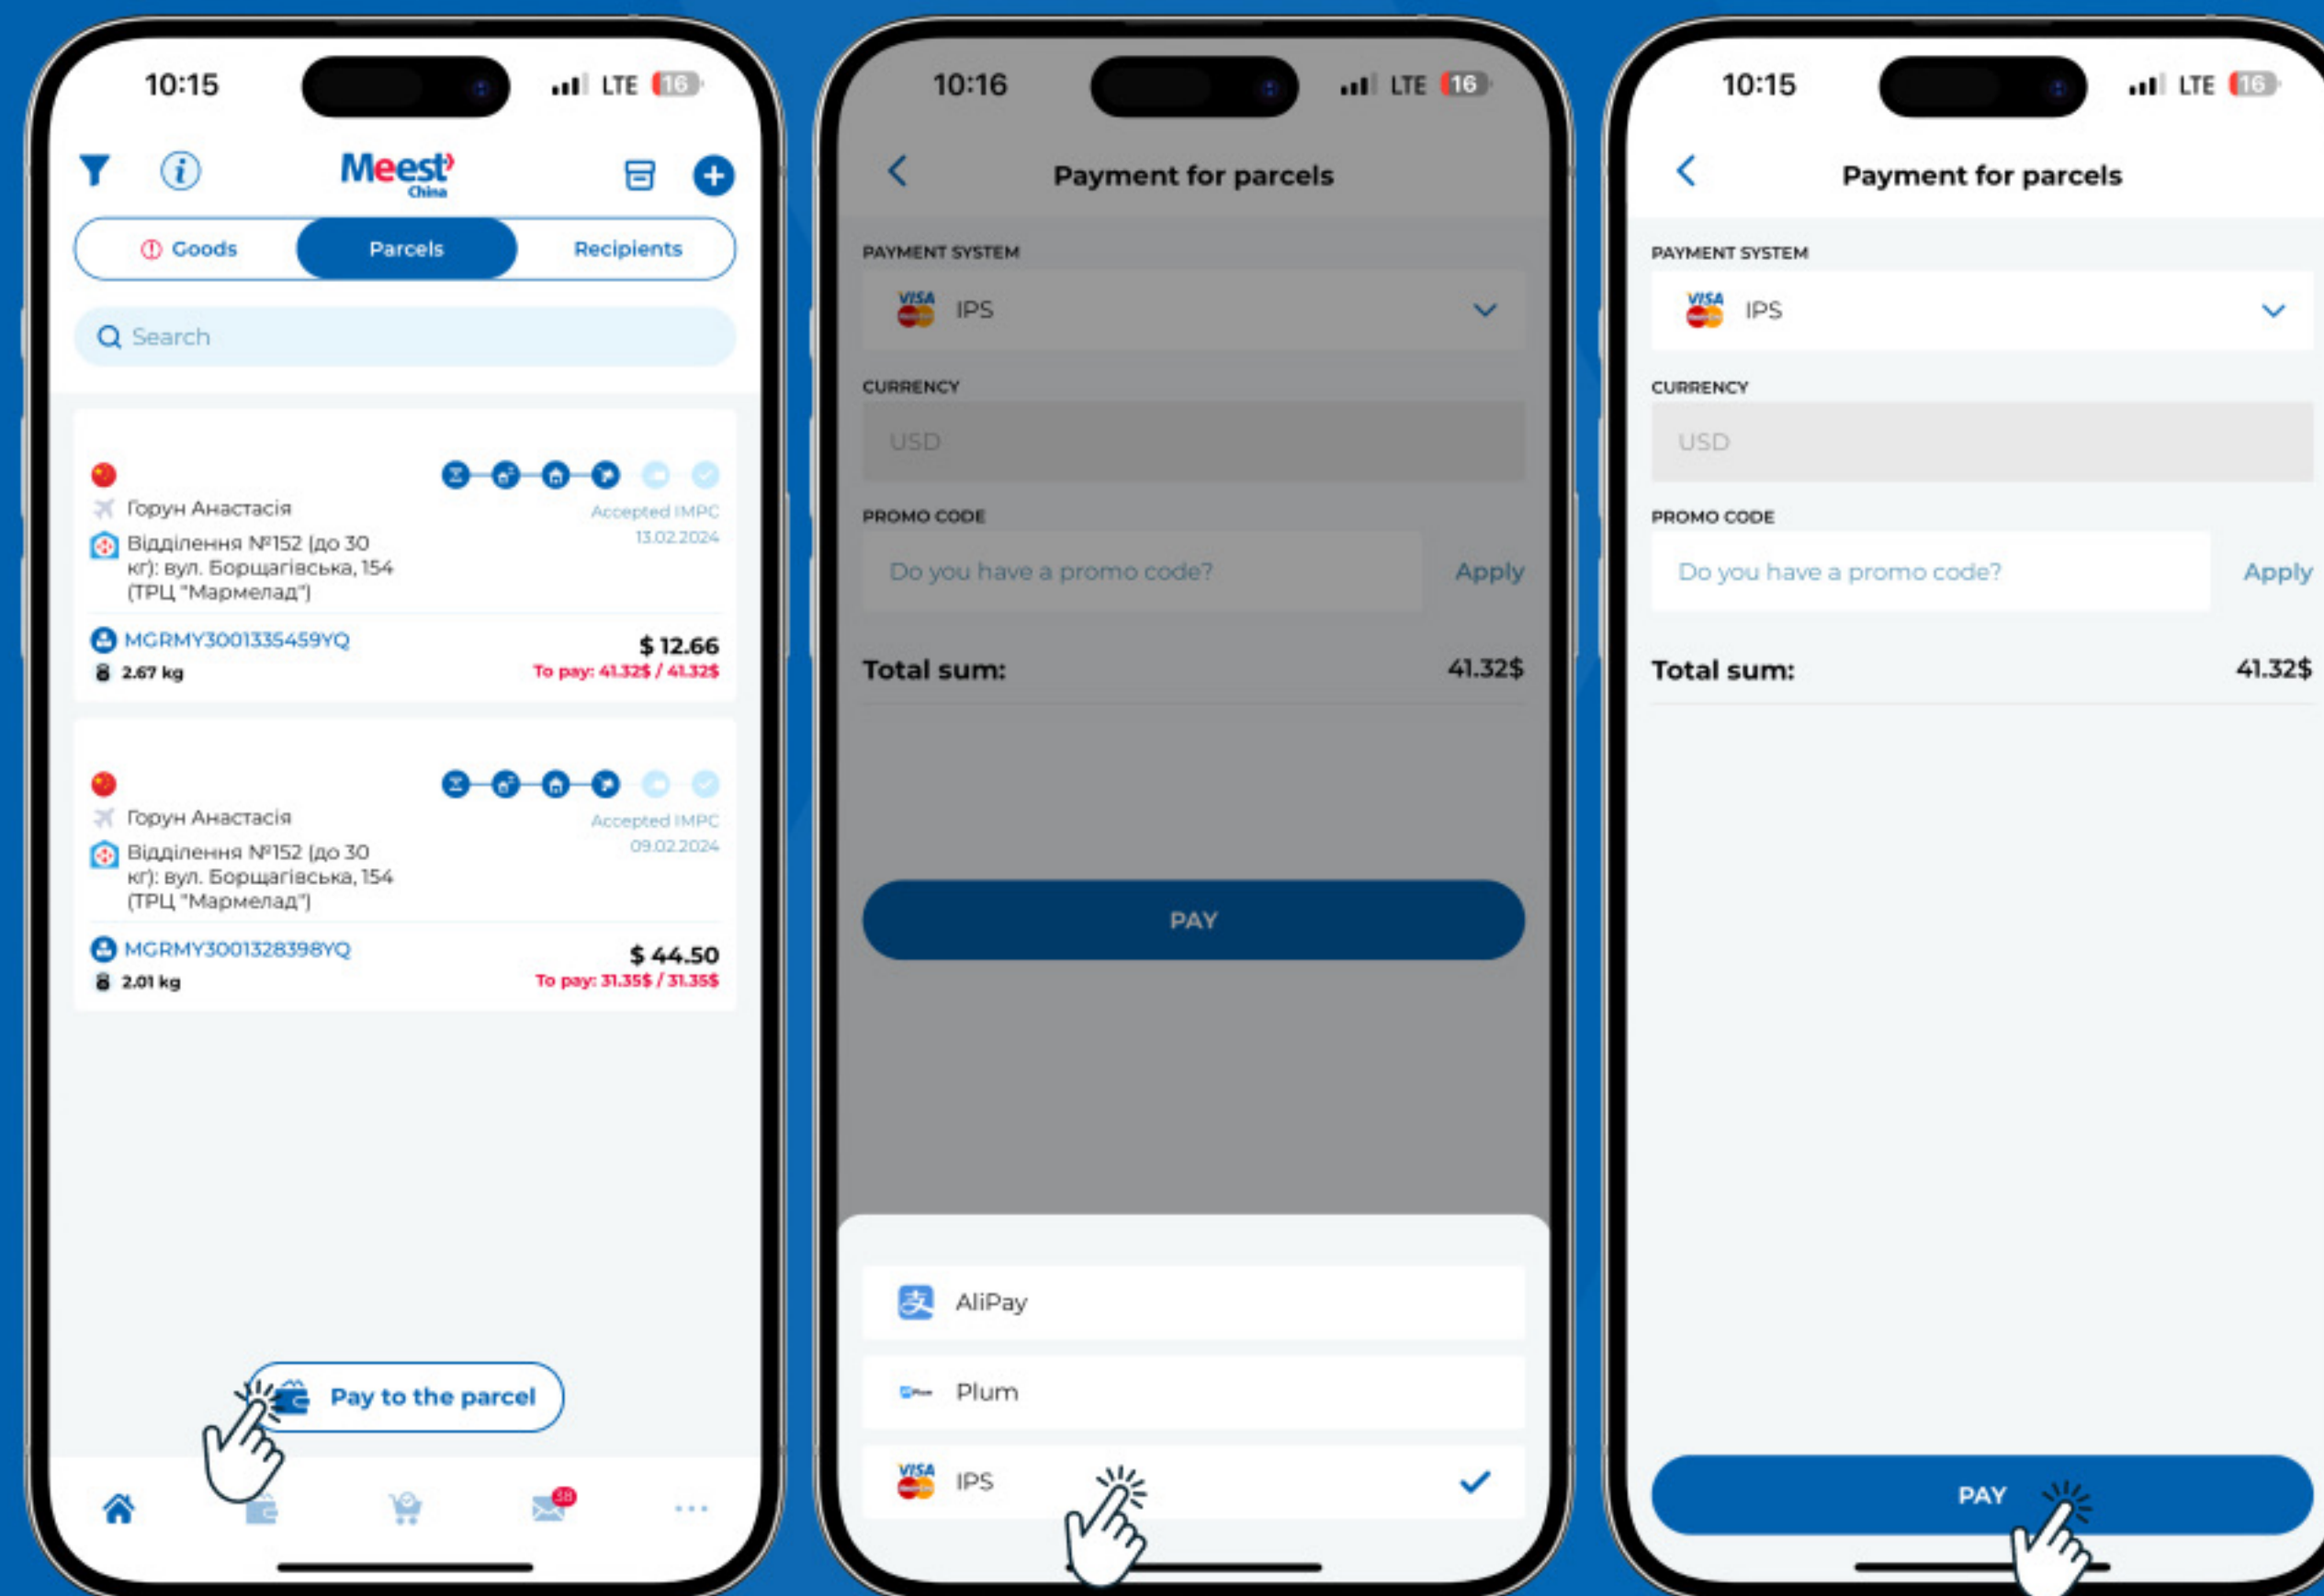 10:15
LTE 16
Meest
China
Goods
Parcels
Recipients
Search
Горун Анастасія
Accepted IMPC
Відділення №152 (до 30
13.02.2024
кг): вул. Борщагівська, 154
(ТРЦ "Мармелад")
MGRMY3001335459YQ
$ 12.66
2.67 kg
To pay: 41.32$ / 41.32$
Горун Анастасія
Accepted IMPC
Відділення №152 (до 30
09.02.2024
кг): вул. Борщагівська, 154
(ТРЦ "Мармелад")
MGRMY3001328398YQ
$ 44.50
2.01 kg
To pay: 31.35$ / 31.35$
Pay to the parcel
38
10:16
LTE 16
Payment for parcels
PAYMENT SYSTEM
VISA
IPS
CURRENCY
USD
PROMO CODE
Do you have a promo code?
Apply
Total sum:
41.32$
PAY
支
AliPay
Plum
Plum
VISA
IPS
10:15
LTE 16
Payment for parcels
PAYMENT SYSTEM
VISA
IPS
CURRENCY
USD
PROMO CODE
Do you have a promo code?
Apply
Total sum:
41.32$
PAY